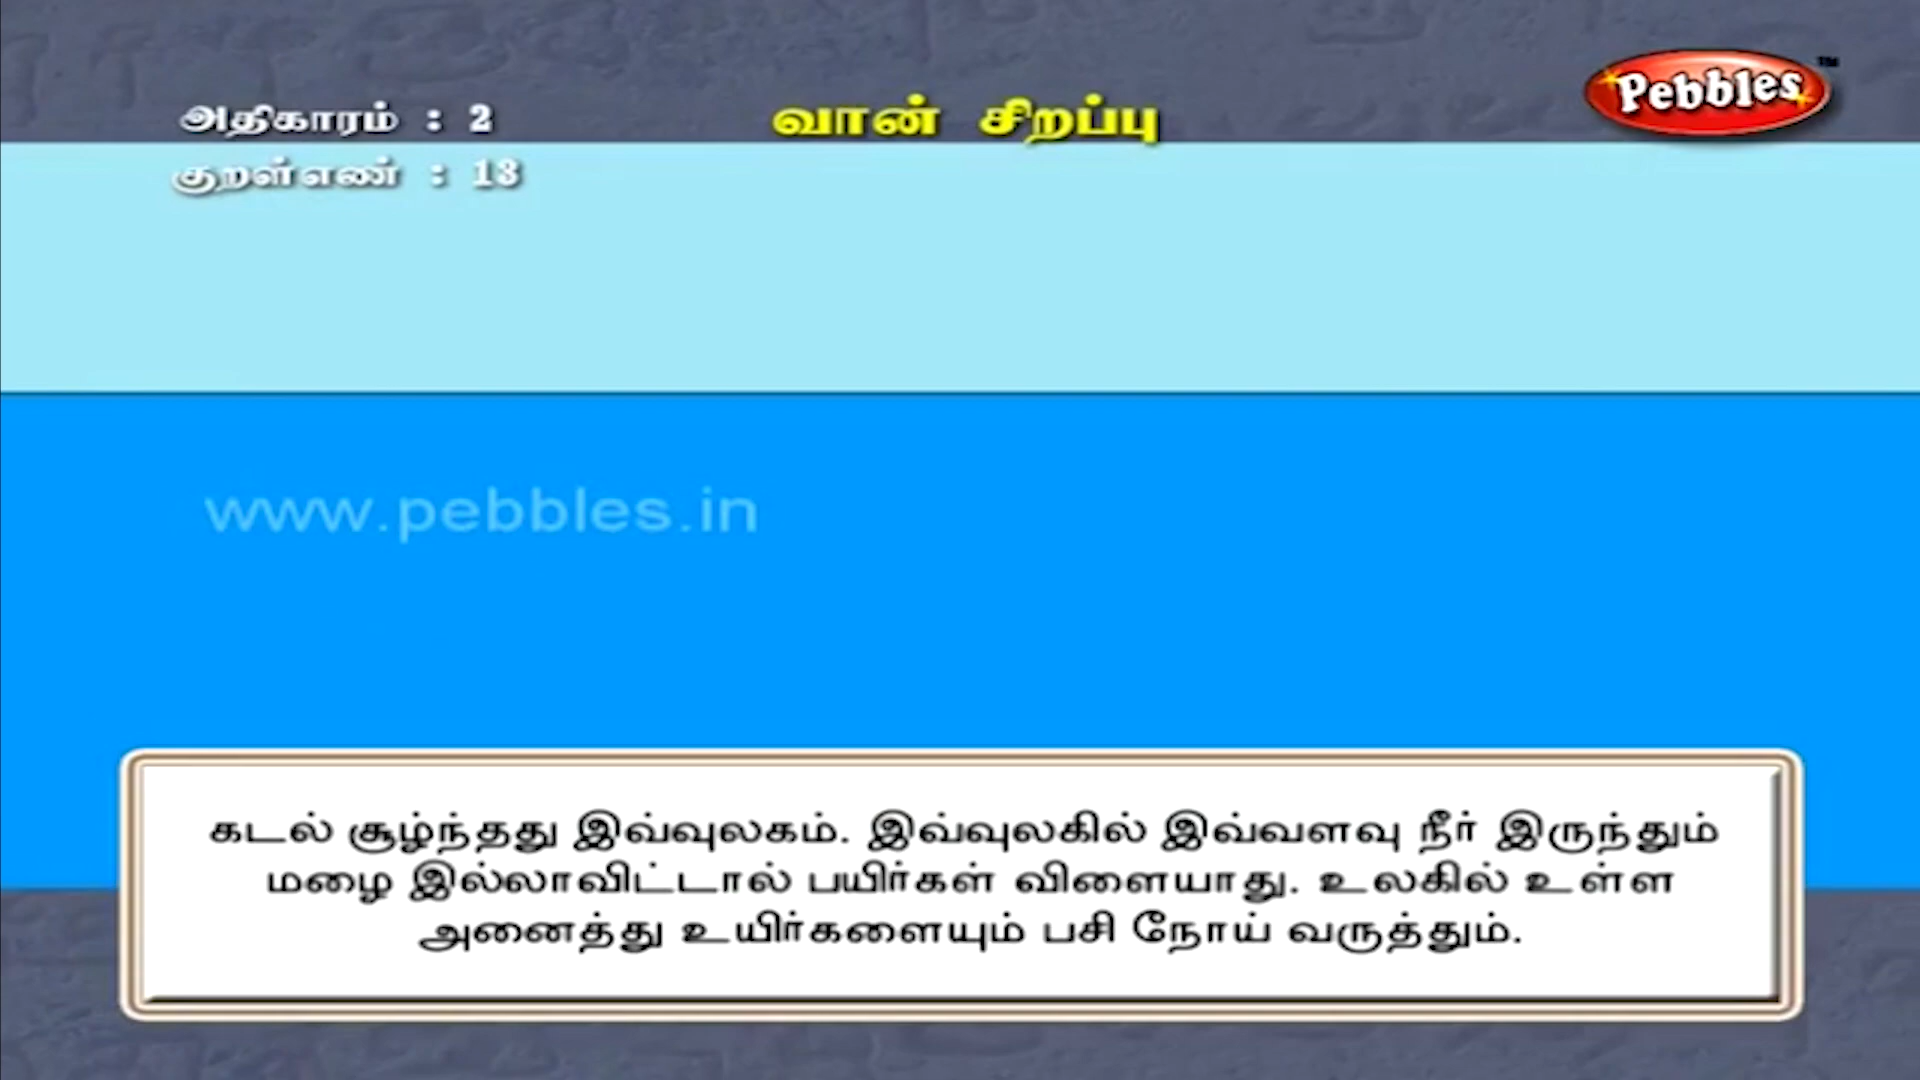 அதிகாரம் : 2
வான் சிறப்பு
Pebbles™
குறள்எண் : 13
www.pebbles.in
கடல் சூழ்ந்தது இவ்வுலகம். இவ்வுலகில் இவ்வளவு நீர் இருந்தும்
மழை இல்லாவிட்டால் பயிர்கள் விளையாது. உலகில் உள்ள
அனைத்து உயிர்களையும் பசி நோய் வருத்தும்.